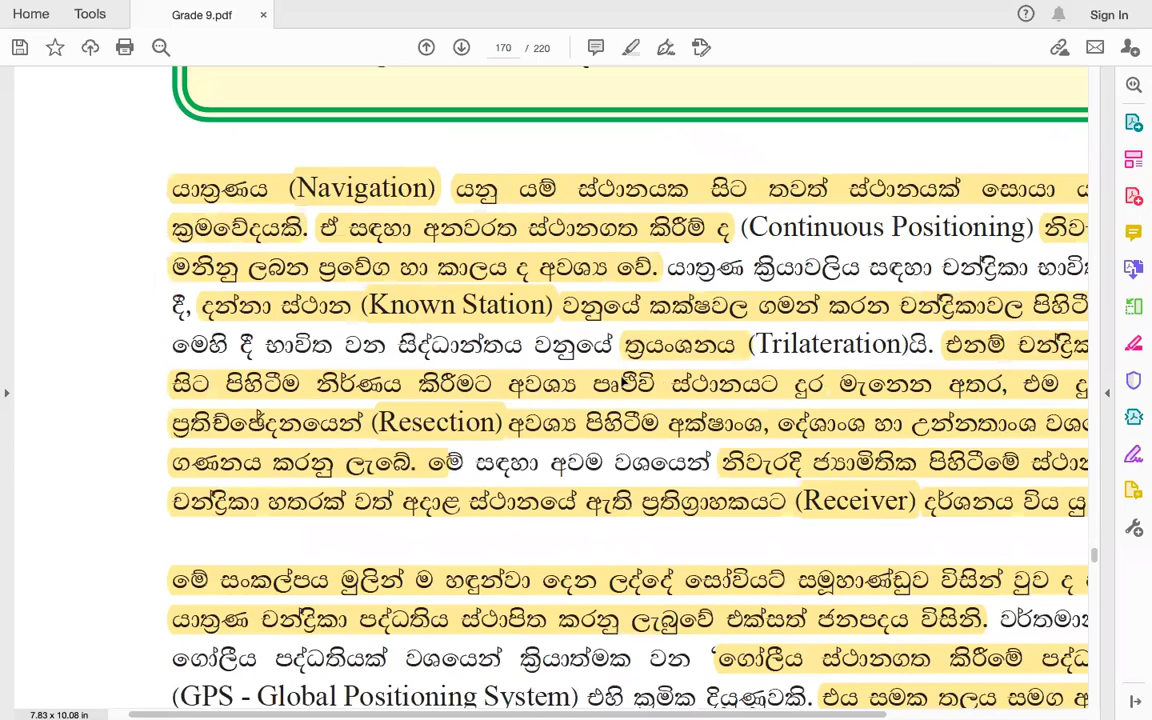 Home Tools Grade 9.pdf × Sign In
170 / 220
යාත්‍රණය (Navigation) යනු යම් ස්ථානයක සිට තවත් ස්ථානයක් සොයා
ක්‍රමවේදයකි. ඒ සඳහා අනවරත ස්ථානගත කිරීම් ද (Continuous Positioning)
මනිනු ලබන ප්‍රවේග හා කාලය ද අවශ්‍ය වේ. යාත්‍රණ ක්‍රියාවලිය සඳහා චන්ද්‍රිකා
දී, දන්නා ස්ථාන (Known Station) වනුයේ කක්ෂවල ගමන් කරන චන්ද්‍රිකාවල
මෙහි දී භාවිත වන සිද්ධාන්තය වනුයේ ත්‍රයංශනය (Trilateration)යි. එනම්
සිට පිහිටීම නිර්ණය කිරීමට අවශ්‍ය පෘථිවි ස්ථානයට දුර මැනෙන අතර, එම
ප්‍රතිච්ඡේදනයෙන් (Resection) අවශ්‍ය පිහිටීම අක්ෂාංශ, දේශාංශ හා උන්නතාංශ
ගණනය කරනු ලැබේ. මේ සඳහා අවම වශයෙන් නිවැරදි ජ්‍යාමිතික පිහිටීමේ
චන්ද්‍රිකා හතරක් වත් අදාළ ස්ථානයේ ඇති ප්‍රතිග්‍රාහකයට (Receiver) දර්ශනය විය
මේ සංකල්පය මුලින් ම හඳුන්වා දෙන ලද්දේ සෝවියට් සමූහාණ්ඩුව විසින් වුව ද
යාත්‍රණ චන්ද්‍රිකා පද්ධතිය ස්ථාපිත කරනු ලැබුවේ එක්සත් ජනපදය විසිනි.
ගෝලීය පද්ධතියක් වශයෙන් ක්‍රියාත්මක වන ‘ගෝලීය ස්ථානගත කිරීමේ
(GPS - Global Positioning System) එහි ක්‍රමික දියුණුවකි. එය සමක තලය සමග
7.83 x 10.08 in